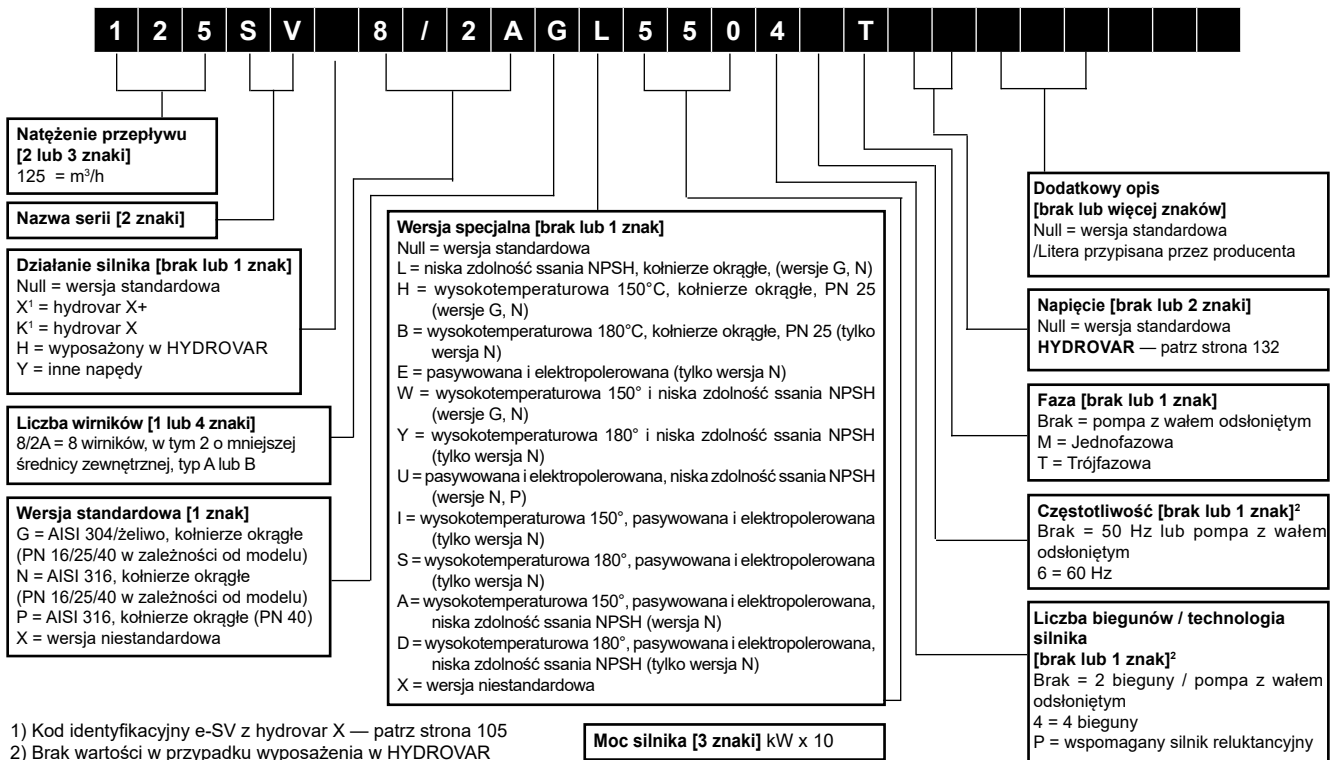 125SV 8/2AGL5504 T
Natężenie przepływu
[2 lub 3 znaki]
125 = m³/h
Nazwa serii [2 znaki]
Działanie silnika [brak lub 1 znak]
Null = wersja standardowa
X¹ = hydrovar X+
K¹ = hydrovar X
H = wyposażony w HYDROVAR
Y = inne napędy
Liczba wirników [1 lub 4 znaki]
8/2A = 8 wirników, w tym 2 o mniejszej
średnicy zewnętrznej, typ A lub B
Wersja standardowa [1 znak]
G = AISI 304/żeliwo, kołnierze okrągłe
(PN 16/25/40 w zależności od modelu)
N = AISI 316, kołnierze okrągłe
(PN 16/25/40 w zależności od modelu)
P = AISI 316, kołnierze okrągłe (PN 40)
X = wersja niestandardowa
Wersja specjalna [brak lub 1 znak]
Null = wersja standardowa
L = niska zdolność ssania NPSH, kołnierze okrągłe, (wersje G, N)
H = wysokotemperaturowa 150°C, kołnierze okrągłe, PN 25
(wersje G, N)
B = wysokotemperaturowa 180°C, kołnierze okrągłe, PN 25 (tylko
wersja N)
E = pasywowana i elektropolerowana (tylko wersja N)
W = wysokotemperaturowa 150° i niska zdolność ssania NPSH
(wersje G, N)
Y = wysokotemperaturowa 180° i niska zdolność ssania NPSH
(tylko wersja N)
U = pasywowana i elektropolerowana, niska zdolność ssania NPSH
(wersje N, P)
I = wysokotemperaturowa 150°, pasywowana i elektropolerowana
(tylko wersja N)
S = wysokotemperaturowa 180°, pasywowana i elektropolerowana
(tylko wersja N)
A = wysokotemperaturowa 150°, pasywowana i elektropolerowana,
niska zdolność ssania NPSH (wersja N)
D = wysokotemperaturowa 180°, pasywowana i elektropolerowana,
niska zdolność ssania NPSH (tylko wersja N)
X = wersja niestandardowa
Moc silnika [3 znaki] kW x 10
Dodatkowy opis
[brak lub więcej znaków]
Null = wersja standardowa
/Litera przypisana przez producenta
Napięcie [brak lub 2 znaki]
Null = wersja standardowa
HYDROVAR — patrz strona 132
Faza [brak lub 1 znak]
Brak = pompa z wałem odsłoniętym
M = Jednofazowa
T = Trójfazowa
Częstotliwość [brak lub 1 znak]²
Brak = 50 Hz lub pompa z wałem
odsłoniętym
6 = 60 Hz
Liczba biegunów / technologia
silnika
[brak lub 1 znak]²
Brak = 2 bieguny / pompa z wałem
odsłoniętym
4 = 4 bieguny
P = wspomagany silnik reluktancyjny
1) Kod identyfikacyjny e-SV z hydrovar X — patrz strona 105
2) Brak wartości w przypadku wyposażenia w HYDROVAR